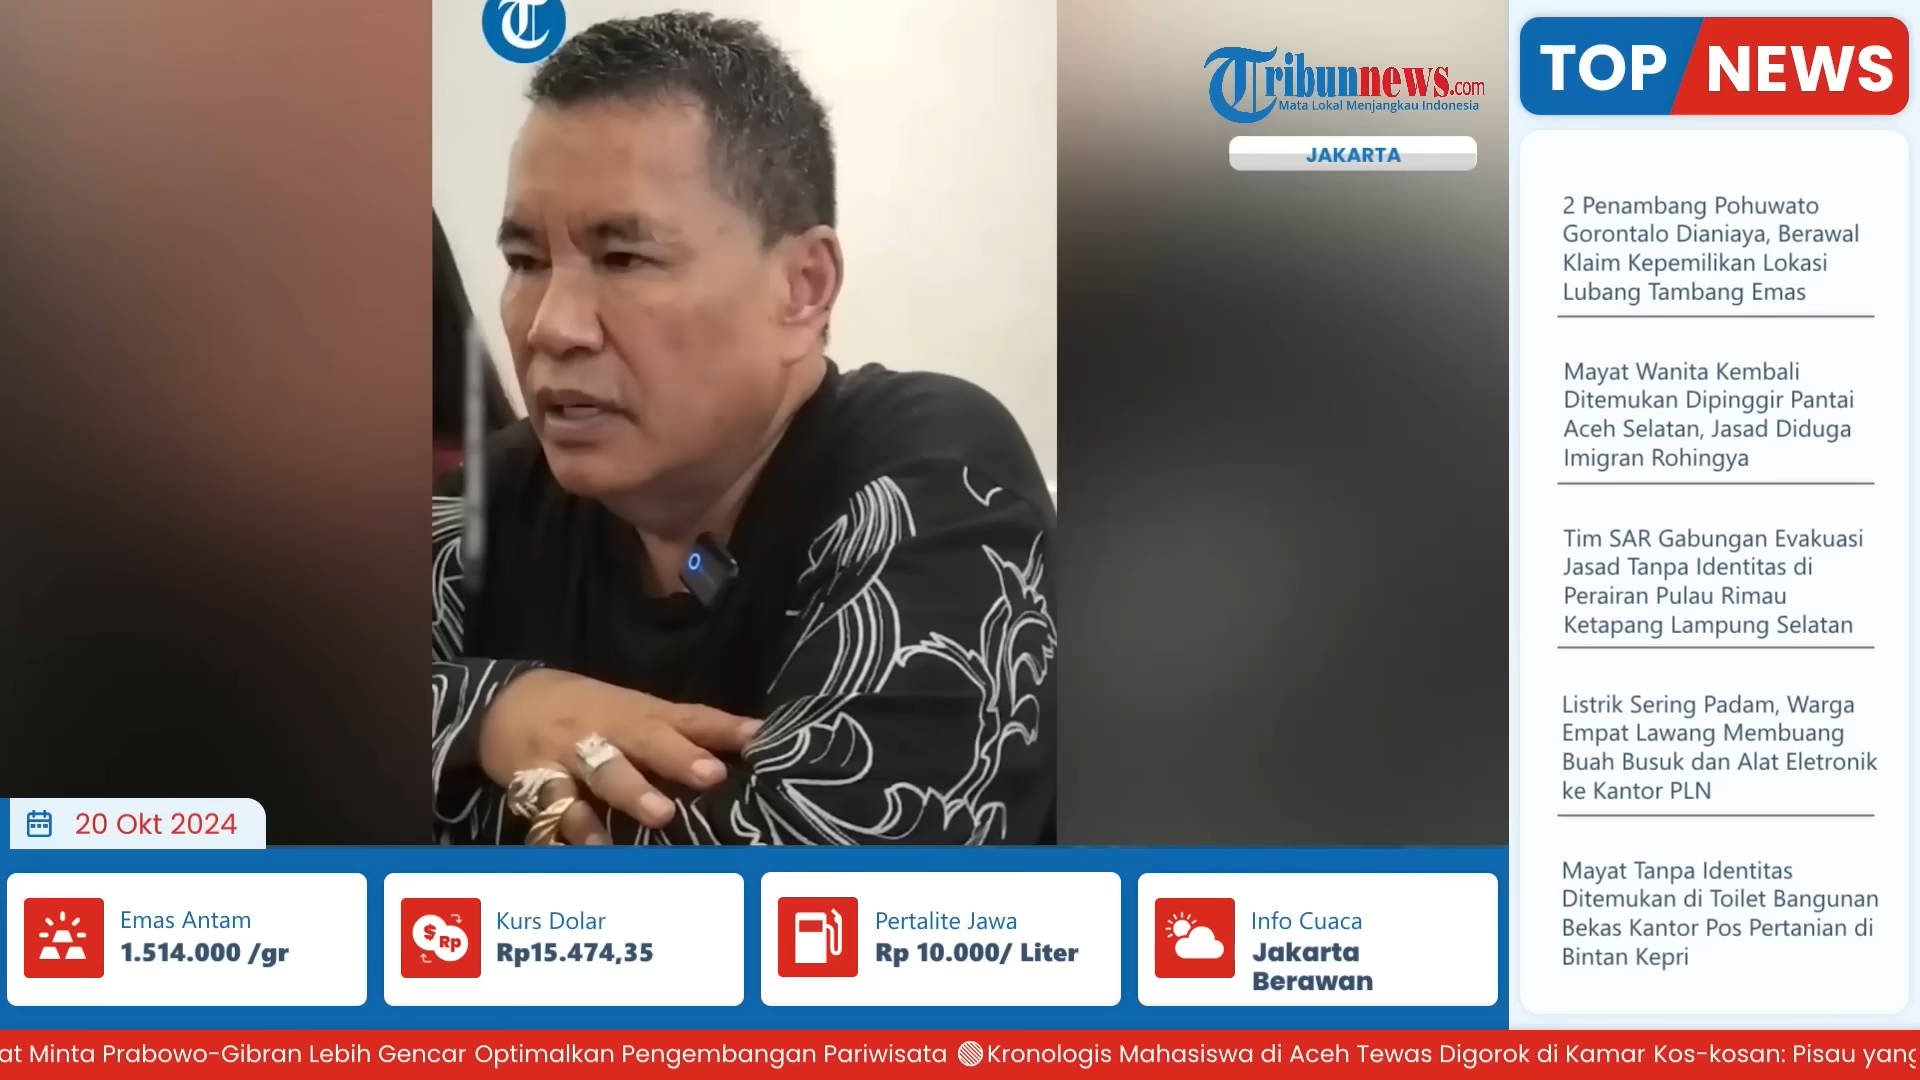 Tribunnews.com
Mata Lokal Menjangkau Indonesia
JAKARTA
TOP NEWS
2 Penambang Pohuwato
Gorontalo Dianiaya, Berawal
Klaim Kepemilikan Lokasi
Lubang Tambang Emas
Mayat Wanita Kembali
Ditemukan Dipinggir Pantai
Aceh Selatan, Jasad Diduga
Imigran Rohingya
Tim SAR Gabungan Evakuasi
Jasad Tanpa Identitas di
Perairan Pulau Rimau
Ketapang Lampung Selatan
Listrik Sering Padam, Warga
Empat Lawang Membuang
Buah Busuk dan Alat Eletronik
ke Kantor PLN
Mayat Tanpa Identitas
Ditemukan di Toilet Bangunan
Bekas Kantor Pos Pertanian di
Bintan Kepri
20 Okt 2024
Emas Antam
1.514.000 /gr
$ Rp
Kurs Dolar
Rp15.474,35
Pertalite Jawa
Rp 10.000/ Liter
Info Cuaca
Jakarta
Berawan
at Minta Prabowo-Gibran Lebih Gencar Optimalkan Pengembangan Pariwisata Kronologis Mahasiswa di Aceh Tewas Digorok di Kamar Kos-kosan: Pisau yang